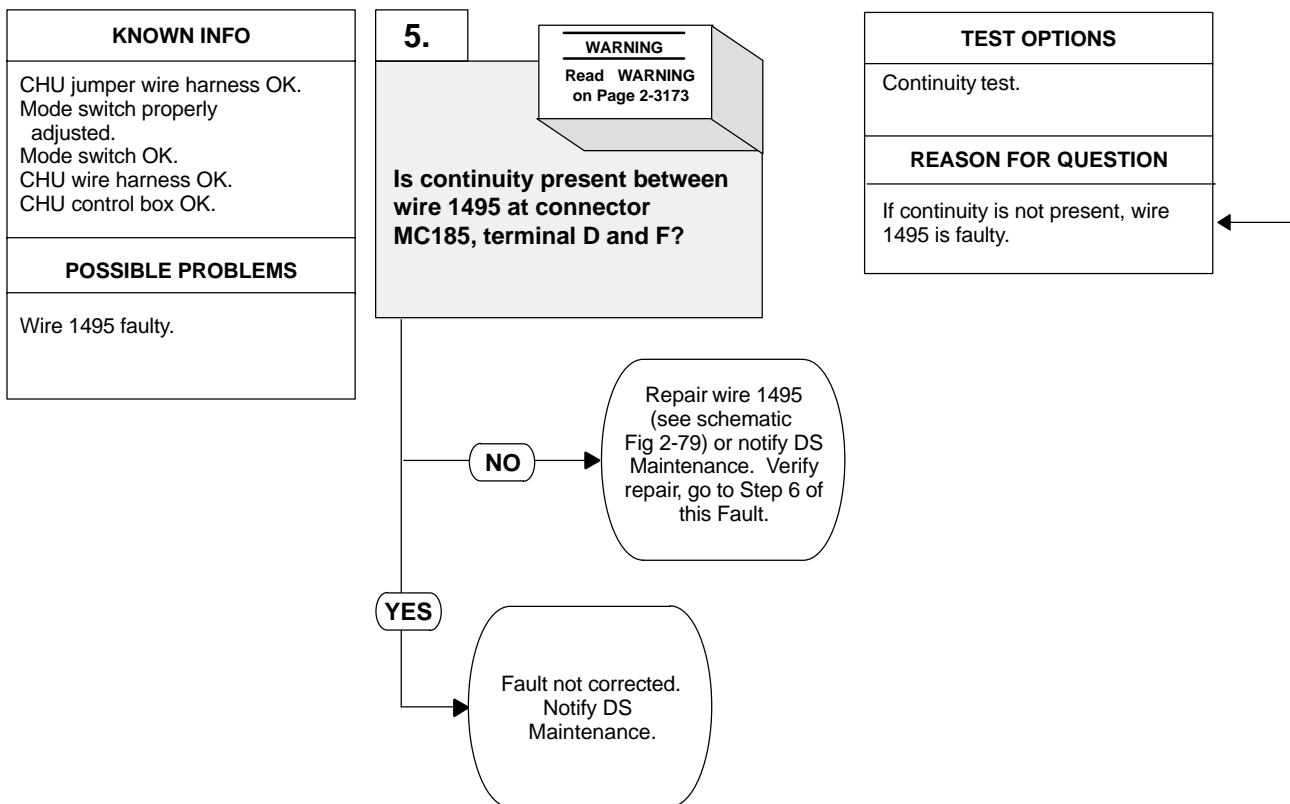 KNOWN INFO
CHU jumper wire harness OK.
Mode switch properly
adjusted.
Mode switch OK.
CHU wire harness OK.
CHU control box OK.
POSSIBLE PROBLEMS
Wire 1495 faulty.
5.
WARNING
Read WARNING
on Page 2-3173
Is continuity present between
wire 1495 at connector
MC185, terminal D and F?
TEST OPTIONS
Continuity test.
REASON FOR QUESTION
If continuity is not present, wire
1495 is faulty.
NO
Repair wire 1495
(see schematic
Fig 2-79) or notify DS
Maintenance. Verify
repair, go to Step 6 of
this Fault.
YES
Fault not corrected.
Notify DS
Maintenance.